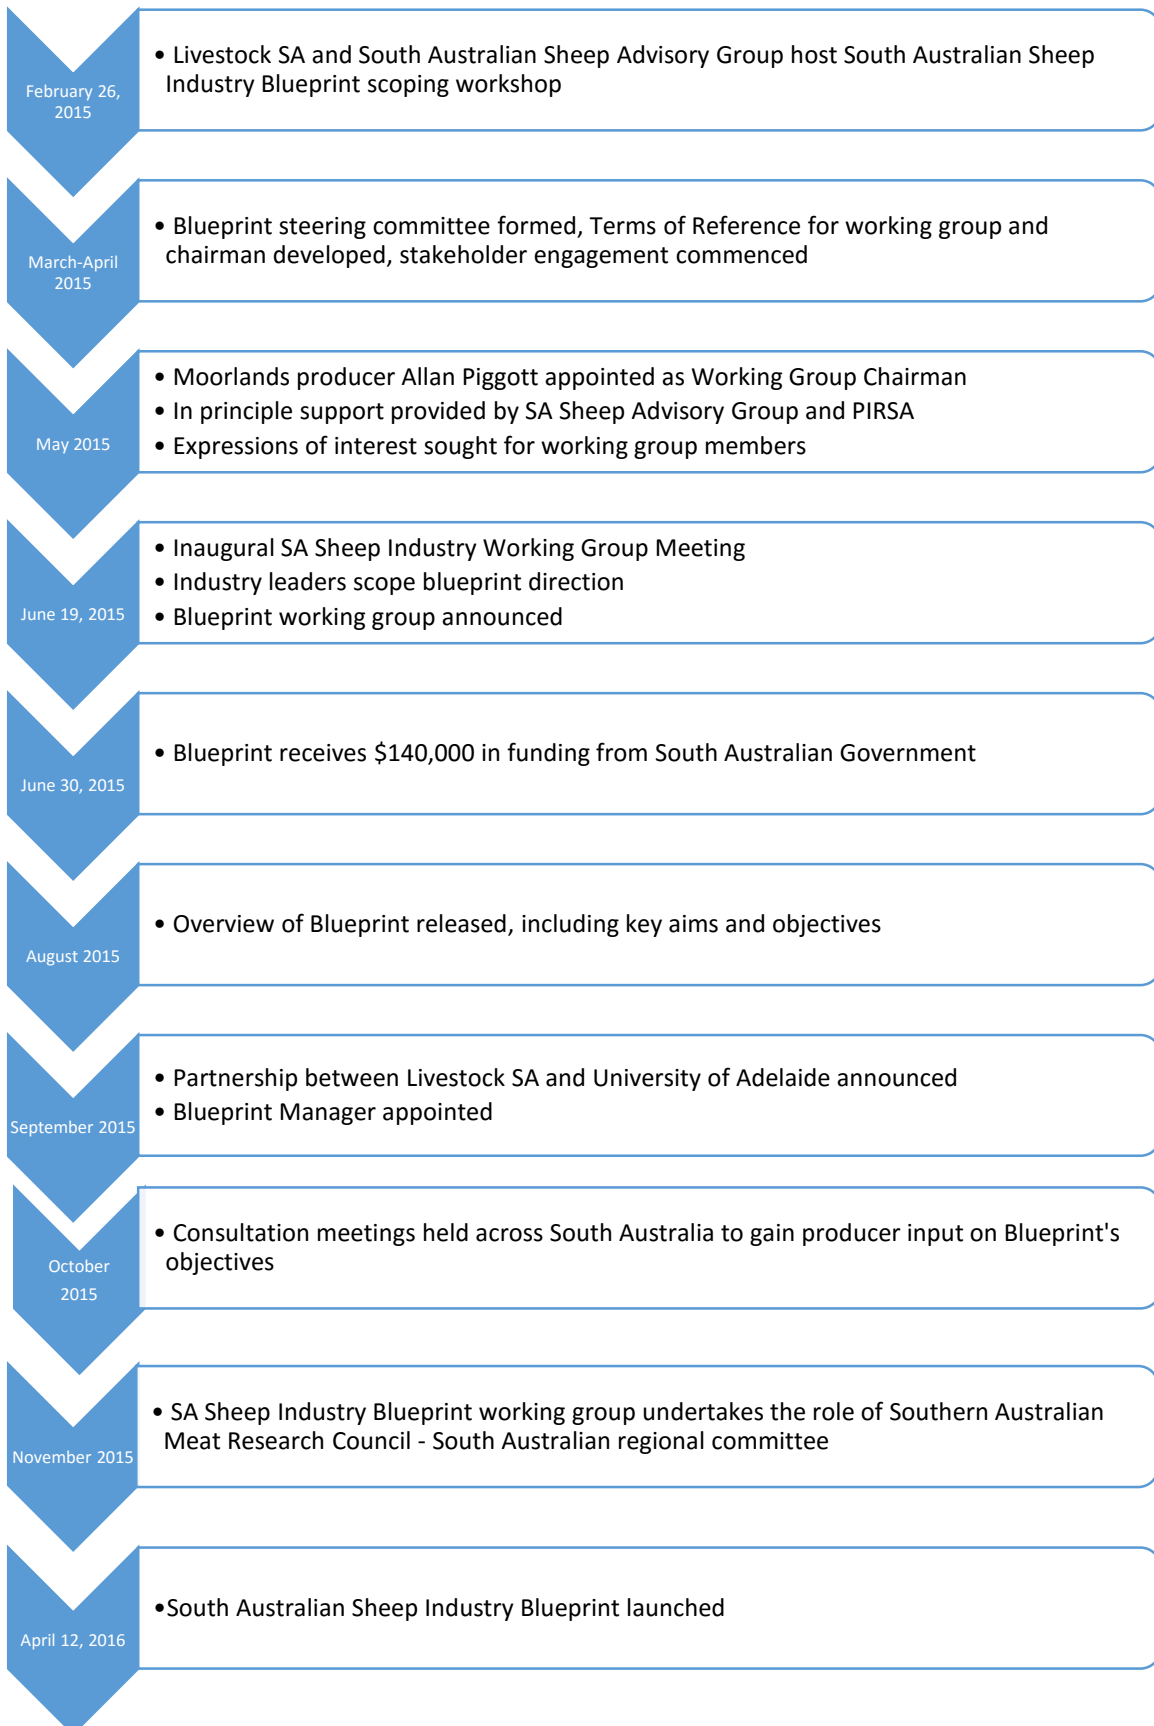 February 26,
2015
• Livestock SA and South Australian Sheep Advisory Group host South Australian Sheep
Industry Blueprint scoping workshop
March-April
2015
• Blueprint steering committee formed, Terms of Reference for working group and
chairman developed, stakeholder engagement commenced
May 2015
• Moorlands producer Allan Piggott appointed as Working Group Chairman
• In principle support provided by SA Sheep Advisory Group and PIRSA
• Expressions of interest sought for working group members
June 19, 2015
• Inaugural SA Sheep Industry Working Group Meeting
• Industry leaders scope blueprint direction
• Blueprint working group announced
June 30, 2015
• Blueprint receives $140,000 in funding from South Australian Government
August 2015
• Overview of Blueprint released, including key aims and objectives
September 2015
• Partnership between Livestock SA and University of Adelaide announced
• Blueprint Manager appointed
October
2015
• Consultation meetings held across South Australia to gain producer input on Blueprint's
objectives
November 2015
• SA Sheep Industry Blueprint working group undertakes the role of Southern Australian
Meat Research Council - South Australian regional committee
April 12, 2016
•South Australian Sheep Industry Blueprint launched